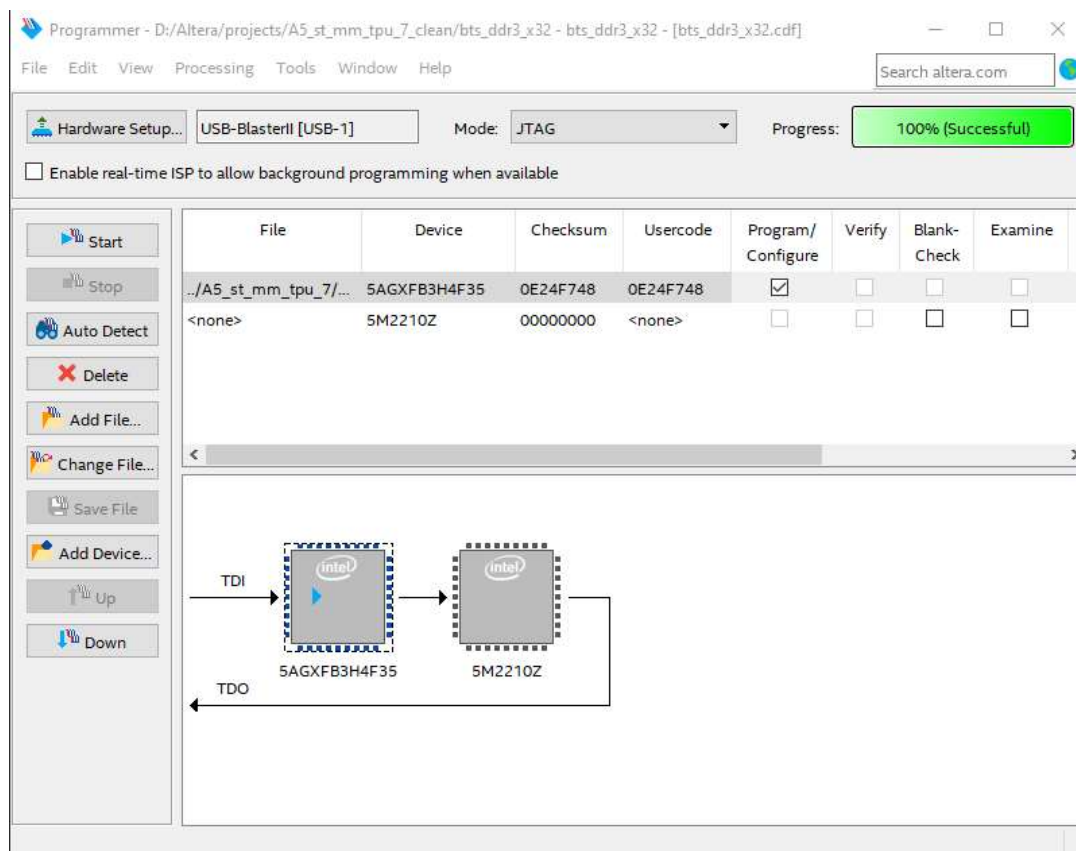 Programmer - D:/Altera/projects/A5_st_mm_tpu_7_clean/bts_ddr3_x32 - bts_ddr3_x32 - [bts_ddr3_x32.cdf]
File Edit View Processing Tools Window Help
Search altera.com
Hardware Setup... USB-BlasterII [USB-1] Mode: JTAG Progress: 100% (Successful)
Enable real-time ISP to allow background programming when available
Start
Stop
Auto Detect
Delete
Add File...
Change File...
Save File
Add Device...
Up
Down
File Device Checksum Usercode Program/ Verify Blank- Examine
Configure Check
../A5_st_mm_tpu_7/... 5AGXFB3H4F35 0E24F748 0E24F748
<none> 5M2210Z 00000000 <none>
TDI
intel
intel
5AGXFB3H4F35 5M2210Z
TDO